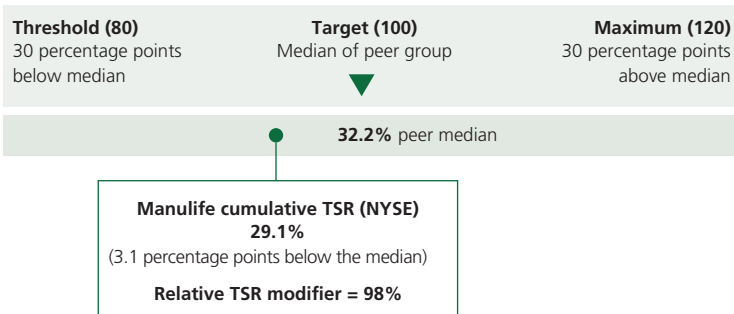 Threshold (80)
30 percentage points
below median
Target (100)
Median of peer group
Maximum (120)
30 percentage points
above median
32.2% peer median
Manulife cumulative TSR (NYSE)
29.1%
(3.1 percentage points below the median)
Relative TSR modifier = 98%